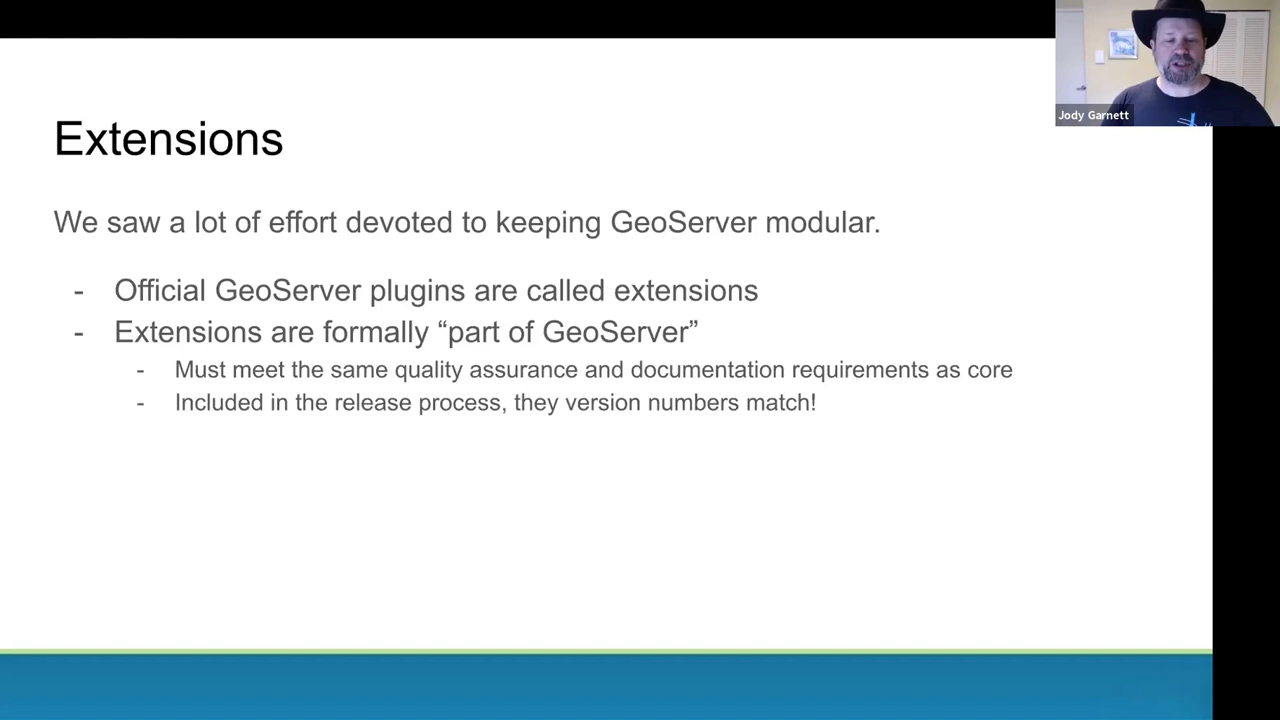 Jody Garnett
Extensions
We saw a lot of effort devoted to keeping GeoServer modular.
- Official GeoServer plugins are called extensions
- Extensions are formally “part of GeoServer”
- Must meet the same quality assurance and documentation requirements as core
- Included in the release process, they version numbers match!